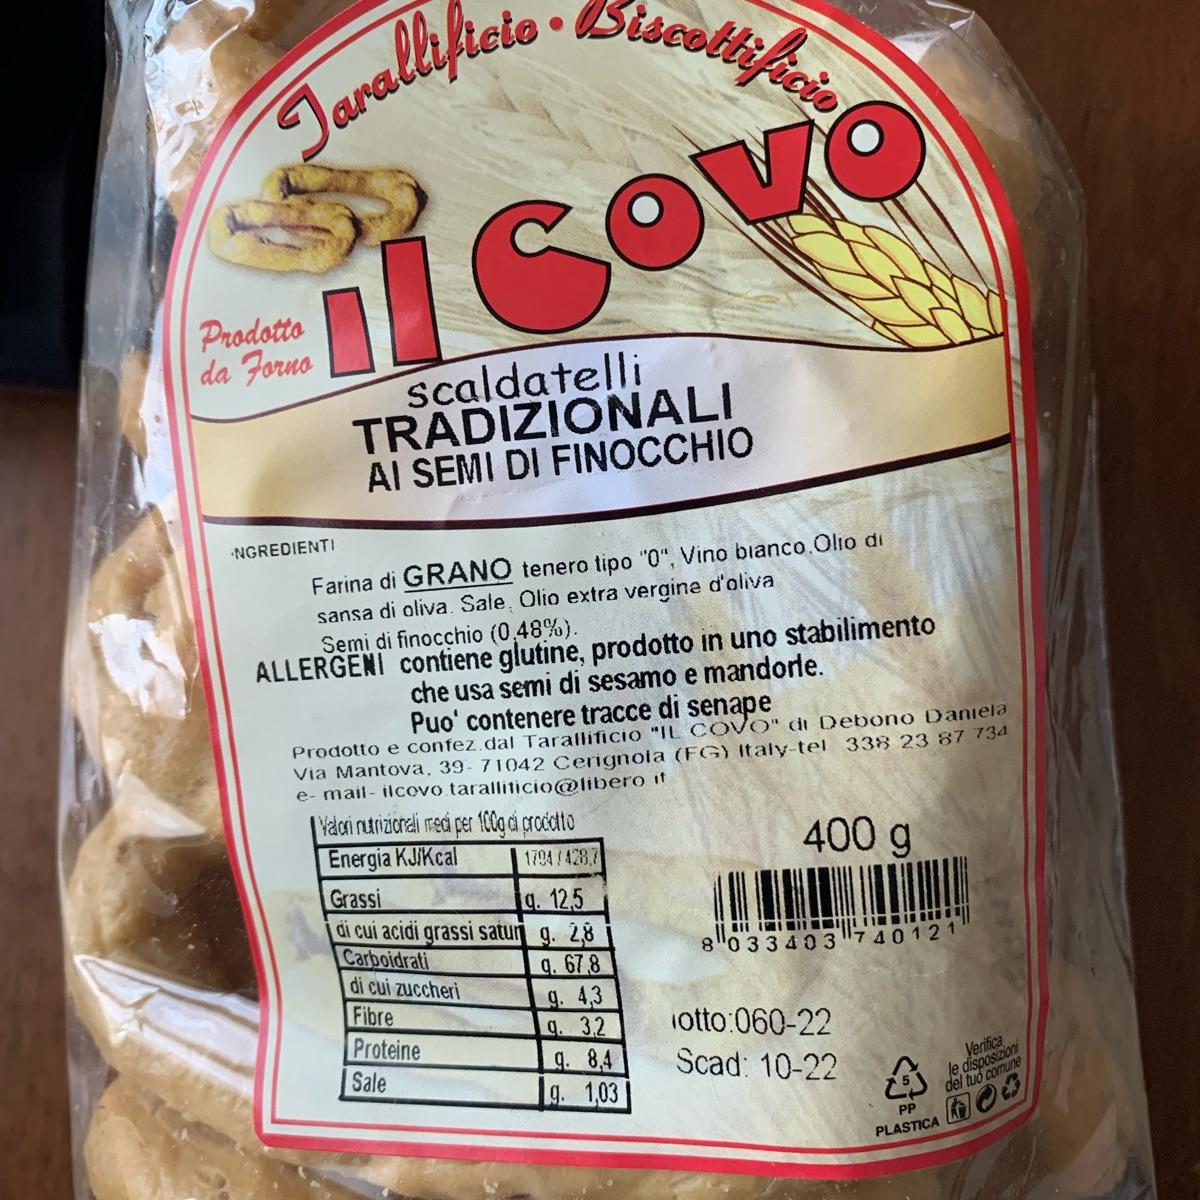 Tarallificio • Biscottificio
Il Covo
Prodotto
da Forno
scaldatelli
TRADIZIONALI
AI SEMI DI FINOCCHIO
INGREDIENTI
Farina di GRANO tenero tipo "0", Vino bianco,Olio di
sansa di oliva. Sale, Olio extra vergine d'oliva
Semi di finocchio (0,48%).
ALLERGENI contiene glutine, prodotto in uno stabilimento
che usa semi di sesamo e mandorle.
Puo' contenere tracce di senape
Prodotto e confez.dal Tarallificio "IL COVO" di Debono Daniela
Via Mantova, 39- 71042 Cerignola (FG) Italy-tel 338 23 87 734
e- mail- ilcovo.tarallificio@libero it
Valori nutrizionali medi per 100g di prodotto
Energia KJ/Kcal 1794 / 428,7
Grassi g. 12,5
di cui acidi grassi saturi g. 2,8
Carboidrati g. 67,8
di cui zuccheri g. 4,3
Fibre g. 3,2
Proteine g. 8,4
Sale g. 1,03
400 g
8 033403 740121
lotto:060-22
Scad: 10-22
5
PP
PLASTICA
Verifica
le disposizioni
del tuo comune